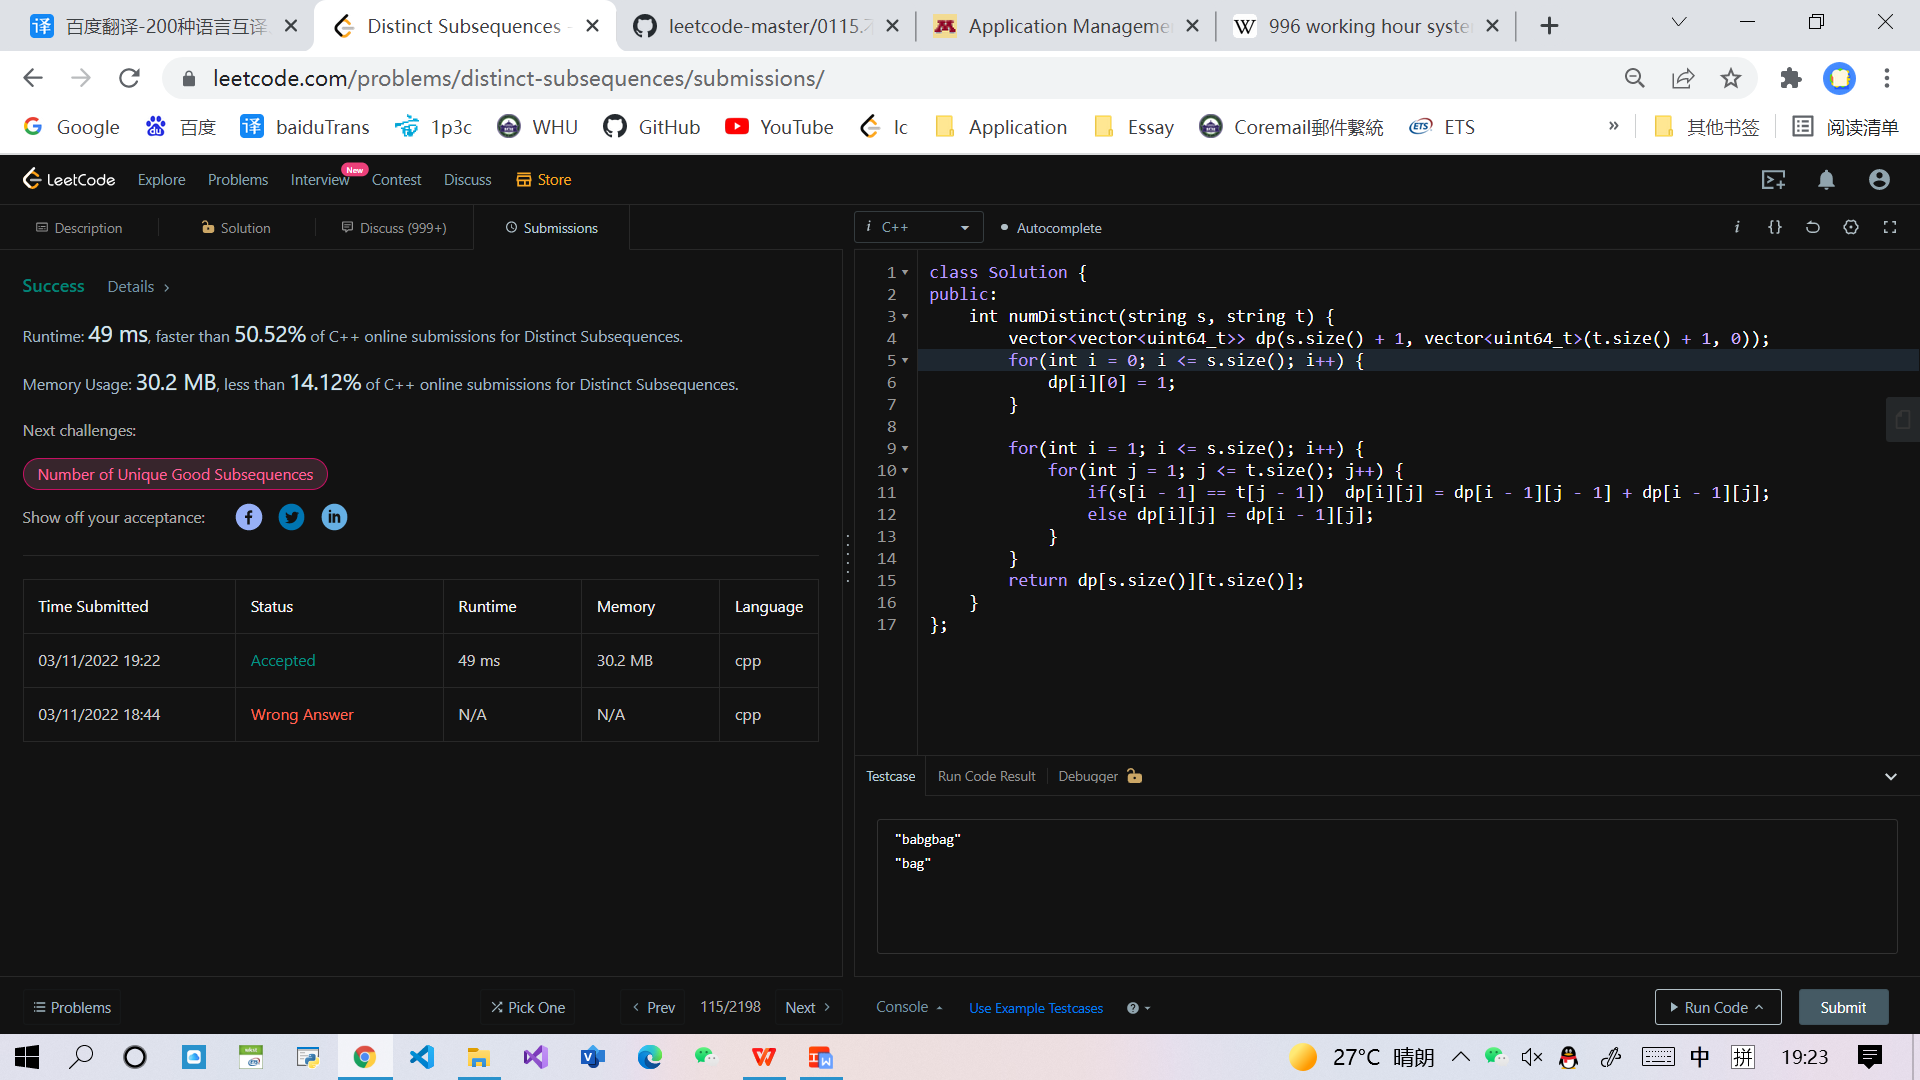 百度翻译-200种语言互译
Distinct Subsequences -
leetcode-master/0115.不
Application Manageme
996 working hour syste
leetcode.com/problems/distinct-subsequences/submissions/
Google 百度 baiduTrans 1p3c WHU GitHub YouTube lc Application Essay Coremail郵件繫統 ETS » 其他书签 阅读清单
LeetCode Explore Problems Interview New Contest Discuss Store
Description Solution Discuss (999+) Submissions
Success Details >
Runtime: 49 ms, faster than 50.52% of C++ online submissions for Distinct Subsequences.
Memory Usage: 30.2 MB, less than 14.12% of C++ online submissions for Distinct Subsequences.
Next challenges:
Number of Unique Good Subsequences
Show off your acceptance:
Time Submitted Status Runtime Memory Language
03/11/2022 19:22 Accepted 49 ms 30.2 MB cpp
03/11/2022 18:44 Wrong Answer N/A N/A cpp
Problems Pick One < Prev 115/2198 Next >
i C++ Autocomplete i {}
1 class Solution {
2 public:
3     int numDistinct(string s, string t) {
4         vector<vector<uint64_t>> dp(s.size() + 1, vector<uint64_t>(t.size() + 1, 0));
5         for(int i = 0; i <= s.size(); i++) {
6             dp[i][0] = 1;
7         }
8
9         for(int i = 1; i <= s.size(); i++) {
10             for(int j = 1; j <= t.size(); j++) {
11                 if(s[i - 1] == t[j - 1])  dp[i][j] = dp[i - 1][j - 1] + dp[i - 1][j];
12                 else dp[i][j] = dp[i - 1][j];
13             }
14         }
15         return dp[s.size()][t.size()];
16     }
17 };
Testcase Run Code Result Debugger
"babgbag"
"bag"
Console Use Example Testcases Run Code Submit
27°C 晴朗 中 拼 19:23